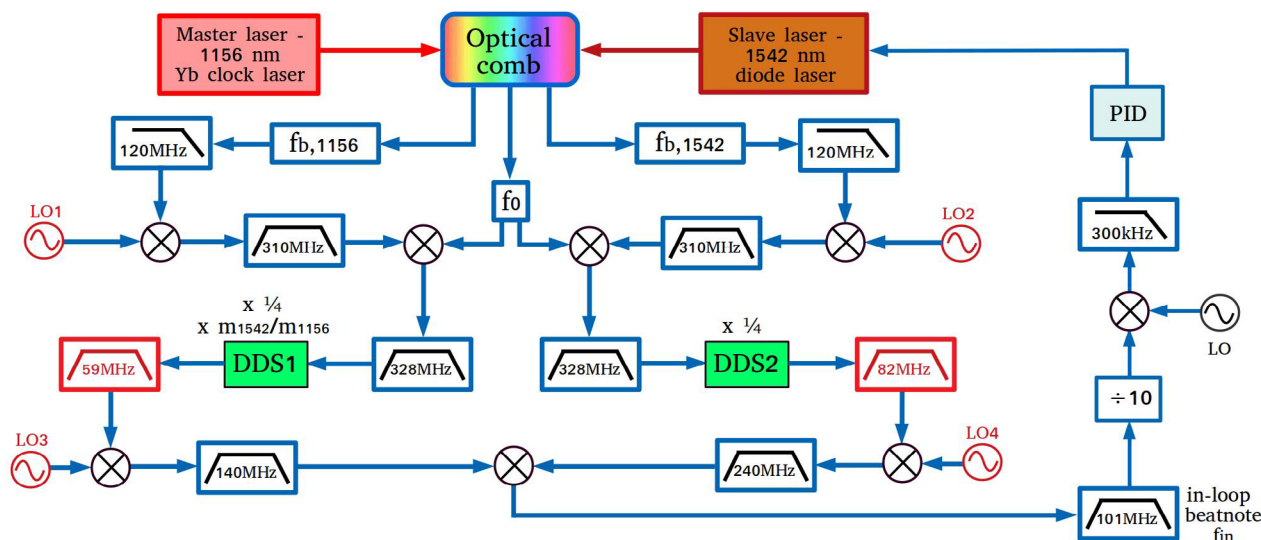 Master laser -
1156 nm
Yb clock laser
Optical
comb
Slave laser -
1542 nm
diode laser
PID
120MHz
fb,1156
fb,1542
120MHz
f0
LO1
310MHz
310MHz
LO2
300kHz
x ¼
x m1542/m1156
x ¼
LO
59MHz
DDS1
328MHz
328MHz
DDS2
82MHz
÷10
LO3
140MHz
240MHz
LO4
101MHz
in-loop
beatnote
fin